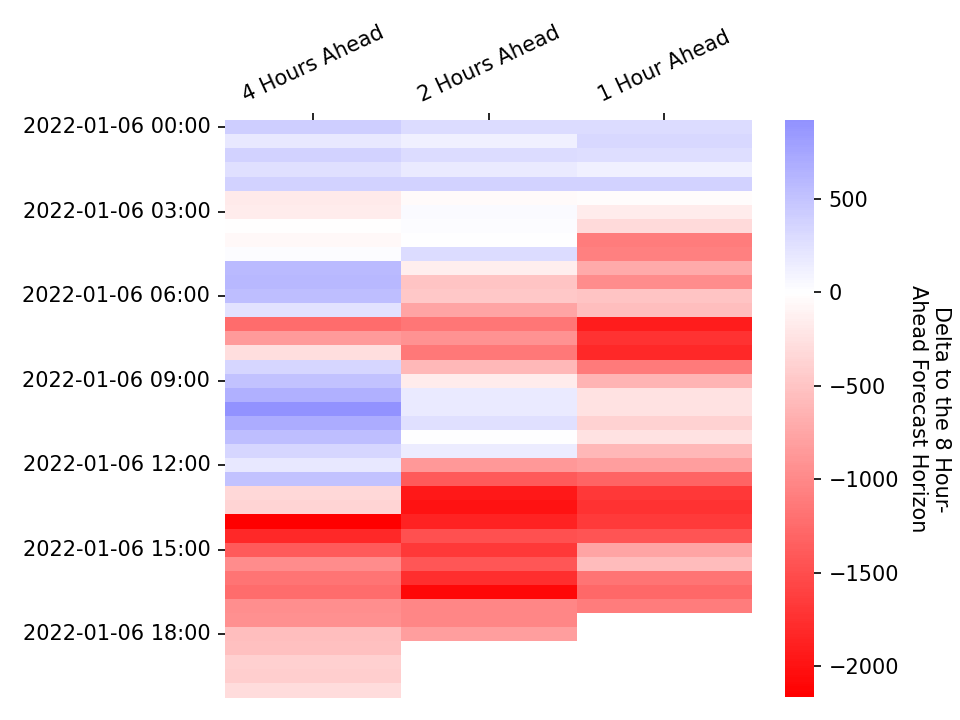 4 Hours Ahead
2 Hours Ahead
1 Hour Ahead
2022-01-06 00:00
2022-01-06 03:00
2022-01-06 06:00
2022-01-06 09:00
2022-01-06 12:00
2022-01-06 15:00
2022-01-06 18:00
500
0
−500
−1000
−1500
−2000
Delta to the 8 Hour-
Ahead Forecast Horizon